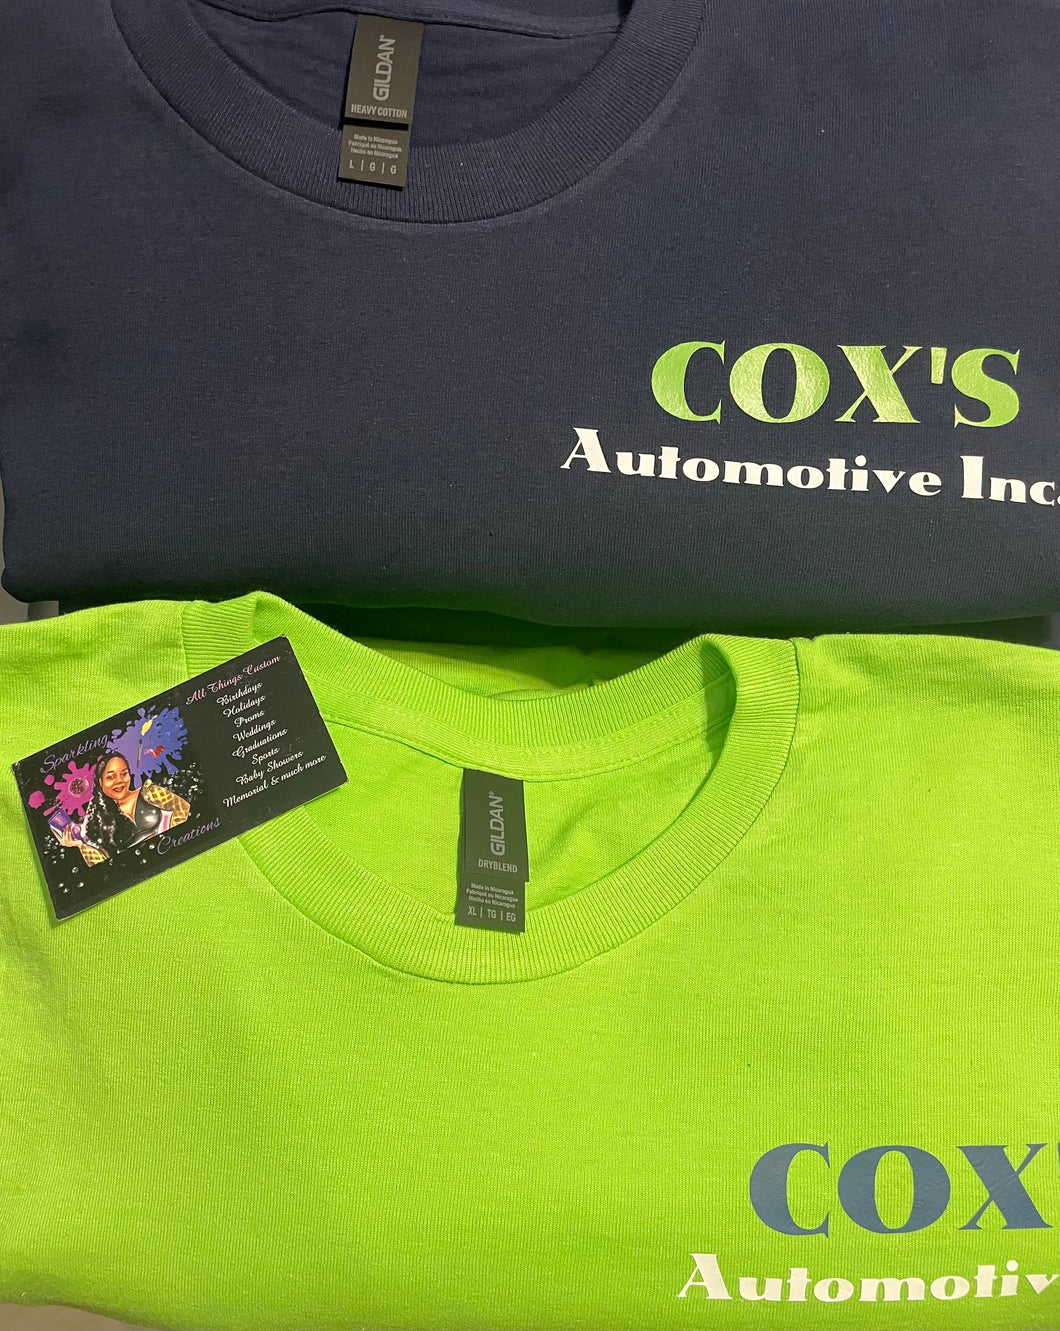 GILDAN®
HEAVY COTTON
Made in Nicaragua
Fabriqué au Nicaragua
Hecho en Nicaragua
L | G | G
COX'S
Automotive Inc.
All Things Custom
Birthdays
Holidays
Proms
Weddings
Graduations
Sports
Baby Showers
Memorial & much more
Sparkling
Creations
GILDAN®
DRYBLEND
Made in Nicaragua
Fabriqué au Nicaragua
Hecho en Nicaragua
XL | TG | EG
COX'
Automotiv